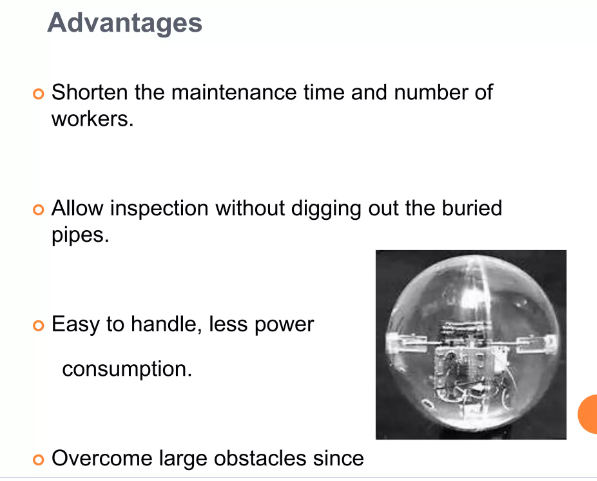 Advantages
Shorten the maintenance time and number of
workers.
Allow inspection without digging out the buried
pipes.
Easy to handle, less power
consumption.
Overcome large obstacles since